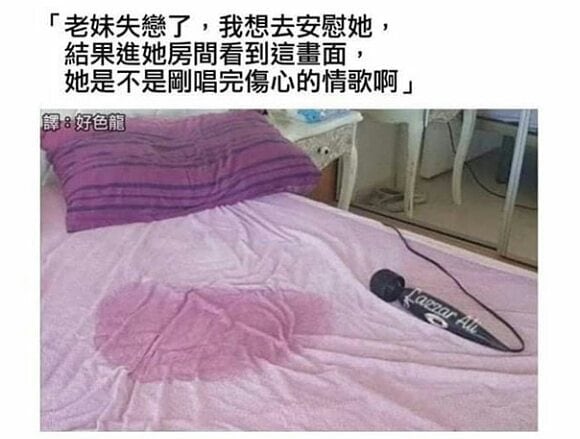 「老妹失戀了，我想去安慰她，
結果進她房間看到這畫面，
她是不是剛唱完傷心的情歌啊」
譯：好色龍
Caezar Ali